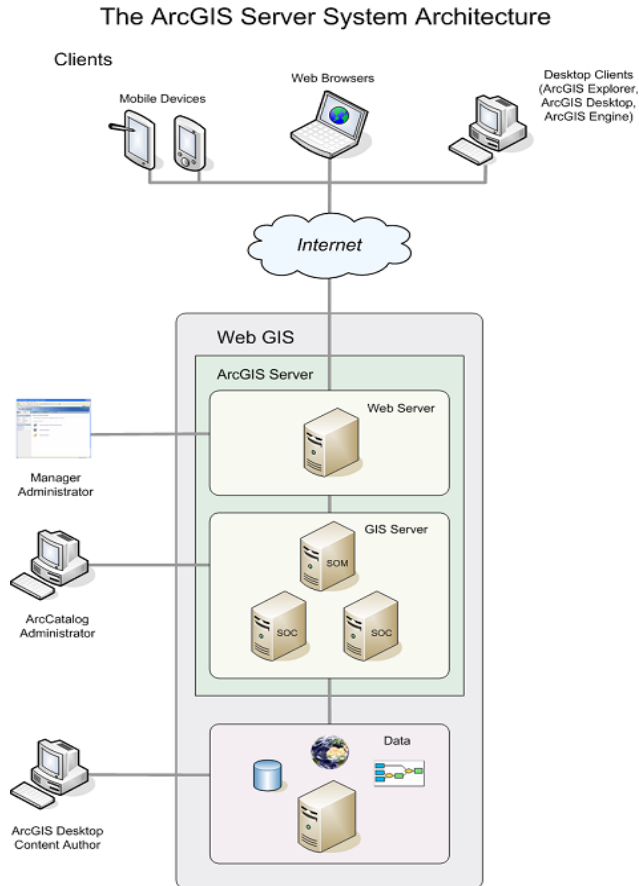 The ArcGIS Server System Architecture
Clients
Mobile Devices
Web Browsers
Desktop Clients
(ArcGIS Explorer,
ArcGIS Desktop,
ArcGIS Engine)
Internet
Web GIS
ArcGIS Server
Web Server
Manager
Administrator
GIS Server
SOM
SOC
SOC
ArcCatalog
Administrator
Data
ArcGIS Desktop
Content Author